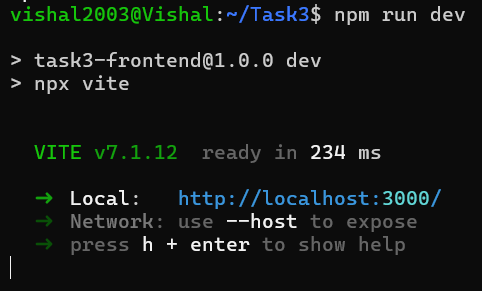 vishal2003@Vishal:~/Task3$ npm run dev
> task3-frontend@1.0.0 dev
> npx vite
VITE v7.1.12 ready in 234 ms
➜ Local: http://localhost:3000/
➜ Network: use --host to expose
➜ press h + enter to show help